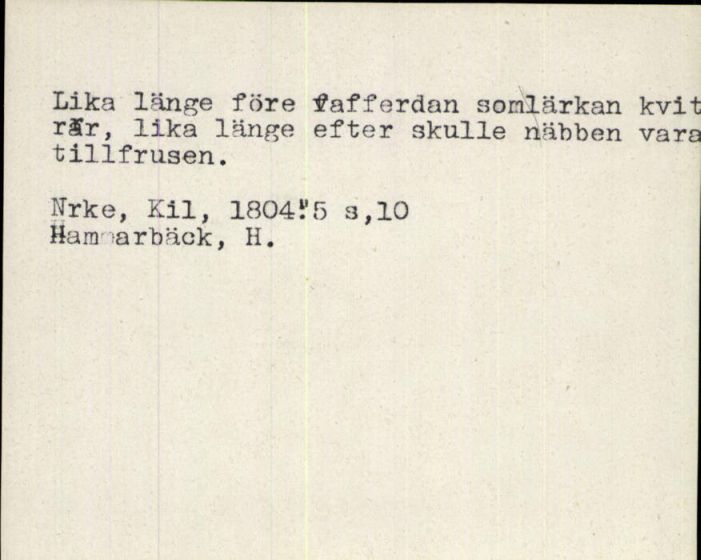 Lika länge före vafferdan somlärkan kvit
rar, lika länge efter skulle näbben vara
tillfrusen.
Nrke, Kil, 1804:5 s,10
Hammarbäck, H.